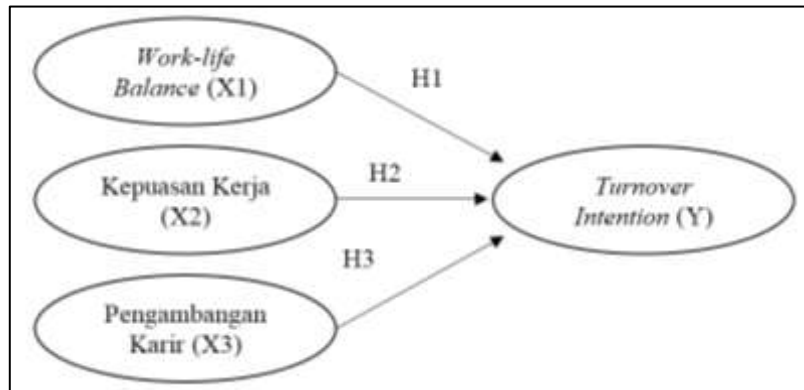 Work-life
Balance (X1)
H1
Kepuasan Kerja
(X2)
H2
Turnover
Intention (Y)
H3
Pengambangan
Karir (X3)